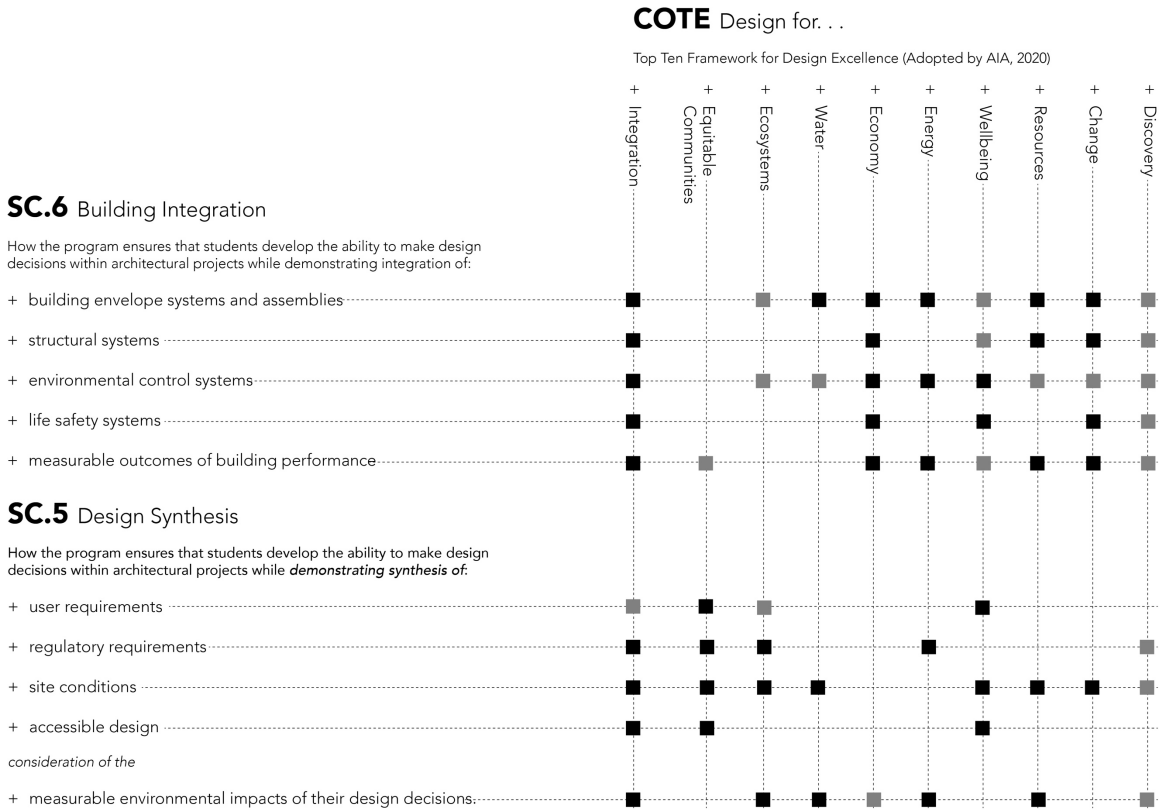 COTE Design for. . .
Top Ten Framework for Design Excellence (Adopted by AIA, 2020)
+ Integration
+ Equitable
Communities
+ Ecosystems
+ Water
+ Economy
+ Energy
+ Wellbeing
+ Resources
+ Change
+ Discovery
SC.6 Building Integration
How the program ensures that students develop the ability to make design
decisions within architectural projects while demonstrating integration of:
+ building envelope systems and assemblies
+ structural systems
+ environmental control systems
+ life safety systems
+ measurable outcomes of building performance
SC.5 Design Synthesis
How the program ensures that students develop the ability to make design
decisions within architectural projects while demonstrating synthesis of:
+ user requirements
+ regulatory requirements
+ site conditions
+ accessible design
consideration of the
+ measurable environmental impacts of their design decisions.